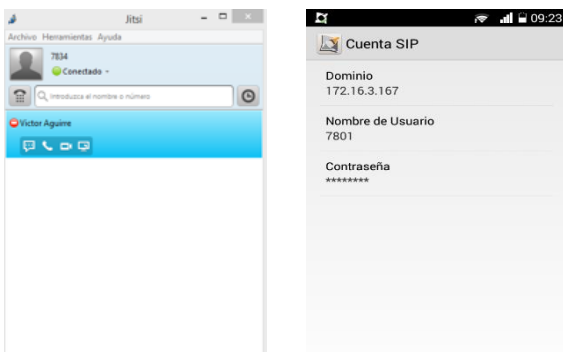 Jitsi
Archivo Herramientas Ayuda
7834
Conectado
Introduzca el nombre o número
Victor Aguirre
09:23
Cuenta SIP
Dominio
172.16.3.167
Nombre de Usuario
7801
Contraseña
********